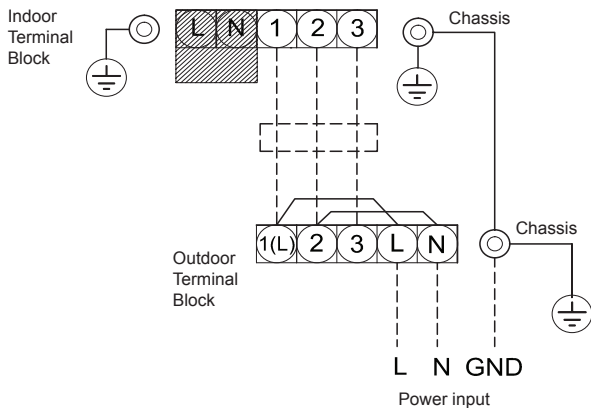 Indoor
Terminal
Block
L N 1 2 3
Chassis
Outdoor
Terminal
Block
1(L) 2 3 L N
Chassis
L N GND
Power input